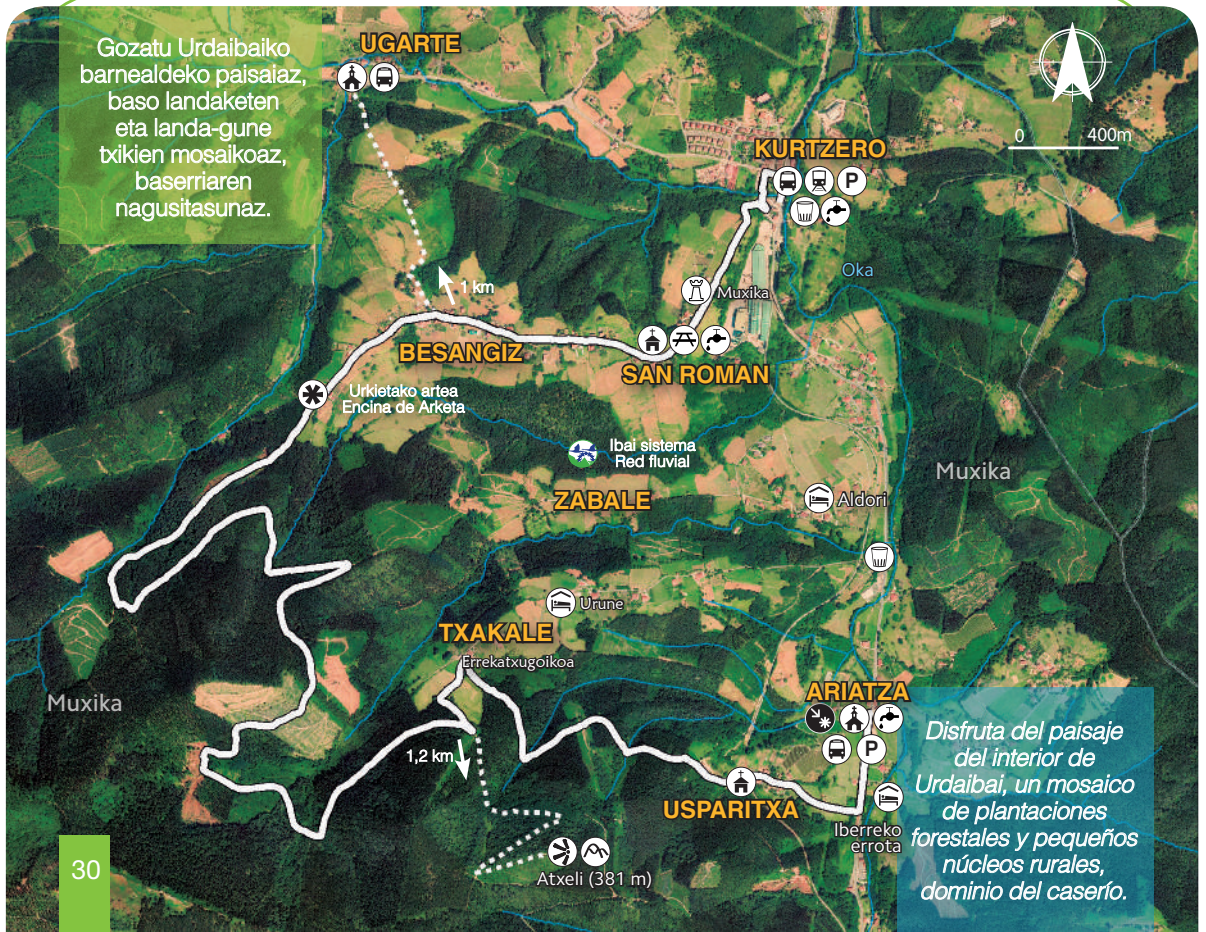 Gozatu Urdaibaiko
barnealdeko paisaiaz,
baso landaketen
eta landa-gune
txikien mosaikoaz,
baserriaren
nagusitasunaz.
UGARTE
0 400m
KURTZERO
P
Oka
1 km
Muxika
BESANGIZ
SAN ROMAN
Urkietako artea
Encina de Arketa
Ibai sistema
Red fluvial
Muxika
ZABALE
Aldori
Urune
TXAKALE
Errekatxugoikoa
Muxika
ARIATZA
P
1,2 km
USPARITXA
Iberreko
errota
Atxeli (381 m)
Disfruta del paisaje
del interior de
Urdaibai, un mosaico
de plantaciones
forestales y pequeños
núcleos rurales,
dominio del caserío.
30